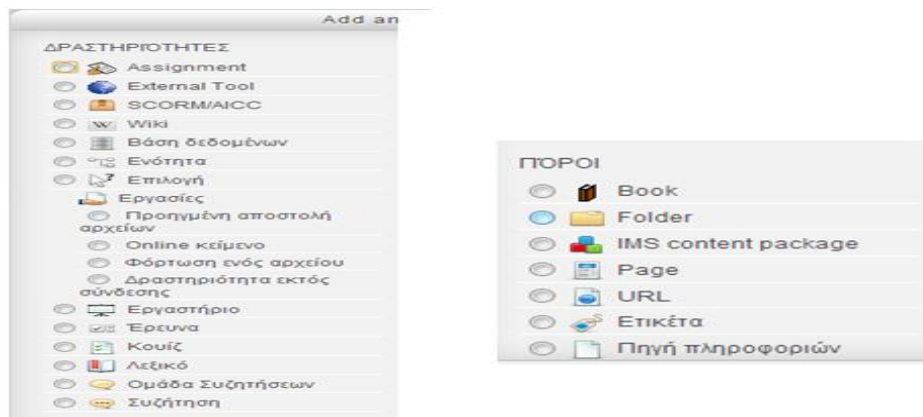 Add an
ΔΡΑΣΤΗΡΙΌΤΗΤΕΣ
Assignment
External Tool
SCORM/AICC
Wiki
Βάση δεδομένων
Ενότητα
Επιλογή
Εργασίες
Προηγμένη αποστολή
αρχείων
Online κείμενο
Φόρτωση ενός αρχείου
Δραστηριότητα εκτός
σύνδεσης
Εργαστήριο
Έρευνα
Κουίζ
Λεξικό
Ομάδα Συζητήσεων
Συζήτηση
ΠΌΡΟΙ
Book
Folder
IMS content package
Page
URL
Ετικέτα
Πηγή πληροφοριών